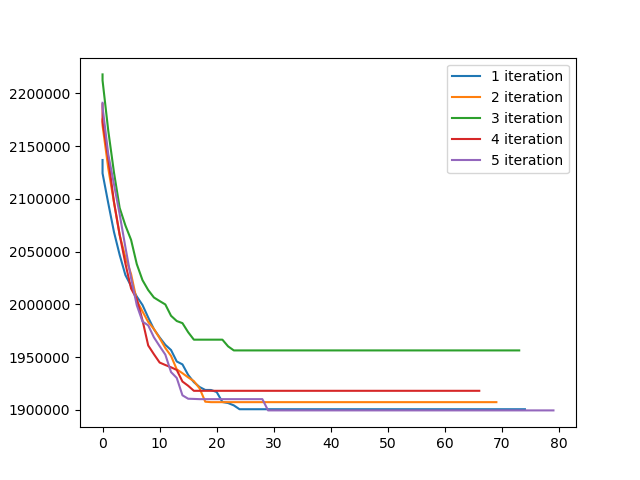 2200000
2150000
2100000
2050000
2000000
1950000
1900000
0 10 20 30 40 50 60 70 80
1 iteration
2 iteration
3 iteration
4 iteration
5 iteration